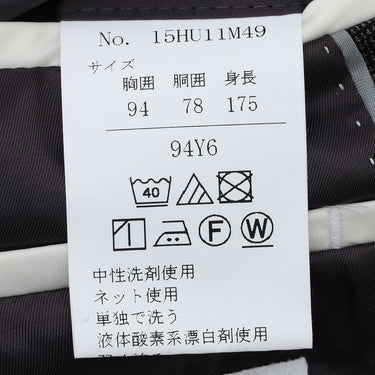 No. 15HU11M49
サイズ
胸囲 胴囲 身長
94 78 175
94Y6
40
F W
中性洗剤使用
ネット使用
単独で洗う
液体酸素系漂白剤使用